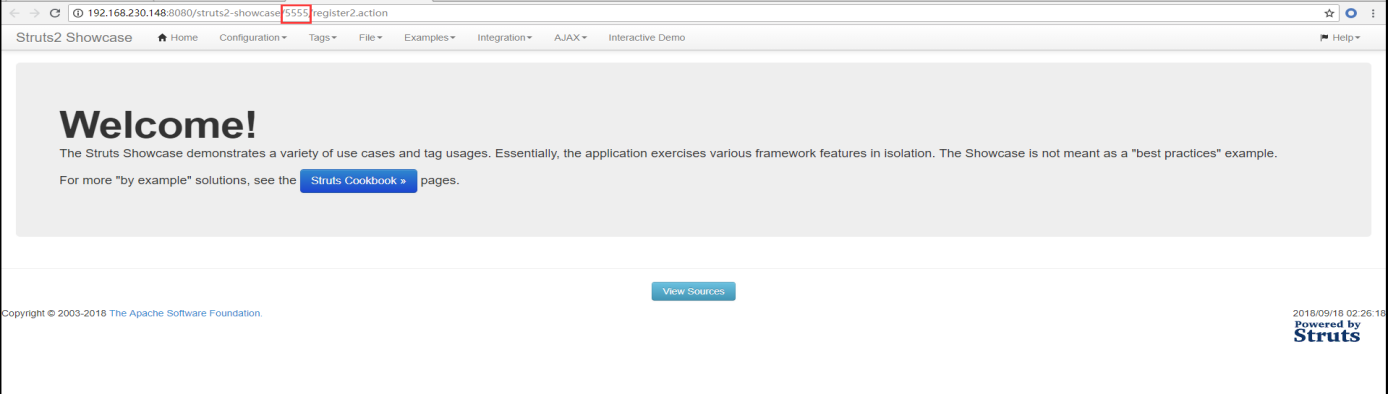 192.168.230.148:8080/struts2-showcase/5555/register2.action
Struts2 Showcase Home Configuration Tags File Examples Integration AJAX Interactive Demo Help
Welcome!
The Struts Showcase demonstrates a variety of use cases and tag usages. Essentially, the application exercises various framework features in isolation. The Showcase is not meant as a "best practices" example.
For more "by example" solutions, see the Struts Cookbook » pages.
View Sources
Copyright © 2003-2018 The Apache Software Foundation. 2018/09/18 02:26:18
Powered by
Struts